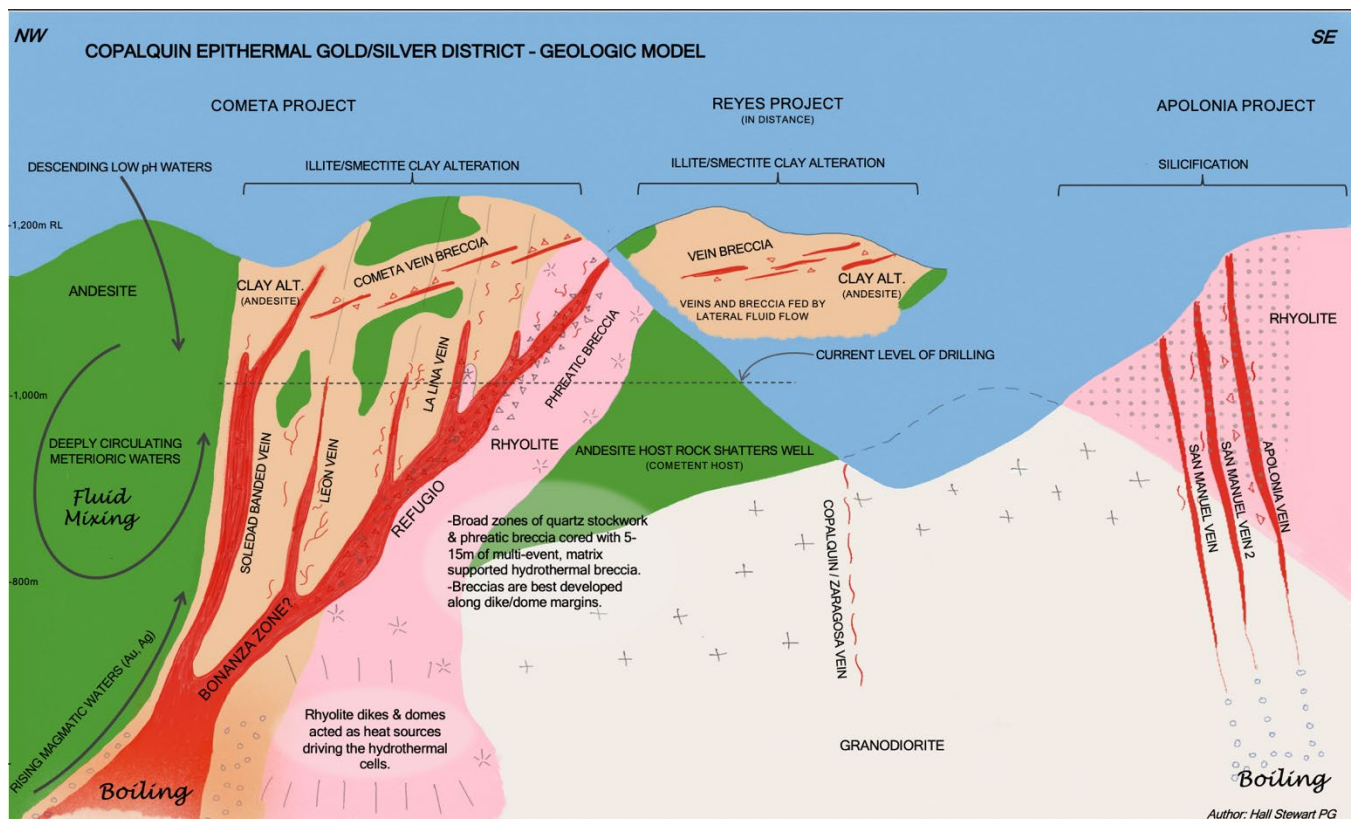 NW
SE
COPALQUIN EPITHERMAL GOLD/SILVER DISTRICT - GEOLOGIC MODEL
COMETA PROJECT
REYES PROJECT
(IN DISTANCE)
APOLONIA PROJECT
DESCENDING LOW pH WATERS
ILLITE/SMECTITE CLAY ALTERATION
ILLITE/SMECTITE CLAY ALTERATION
SILICIFICATION
-1,200m RL
ANDESITE
CLAY ALT.
(ANDESITE)
COMETA VEIN BRECCIA
VEIN BRECCIA
CLAY ALT.
(ANDESITE)
VEINS AND BRECCIA FED BY
LATERAL FLUID FLOW
RHYOLITE
CURRENT LEVEL OF DRILLING
-1,000m
LA LINA VEIN
PHREATIC BRECCIA
RHYOLITE
DEEPLY CIRCULATING
METERIORIC WATERS
Fluid
Mixing
SOLEDAD BANDED VEIN
LEON VEIN
REFUGIO
ANDESITE HOST ROCK SHATTERS WELL
(COMETENT HOST)
-Broad zones of quartz stockwork
& phreatic breccia cored with 5-
15m of multi-event, matrix
supported hydrothermal breccia.
-Breccias are best developed
along dike/dome margins.
COPALQUIN / ZARAGOSA VEIN
SAN MANUEL VEIN
SAN MANUEL VEIN 2
APOLONIA VEIN
-800m
RISING MAGMATIC WATERS (Au, Ag)
BONANZA ZONE?
Rhyolite dikes & domes
acted as heat sources
driving the hydrothermal
cells.
GRANODIORITE
Boiling
Boiling
Author: Hall Stewart PG